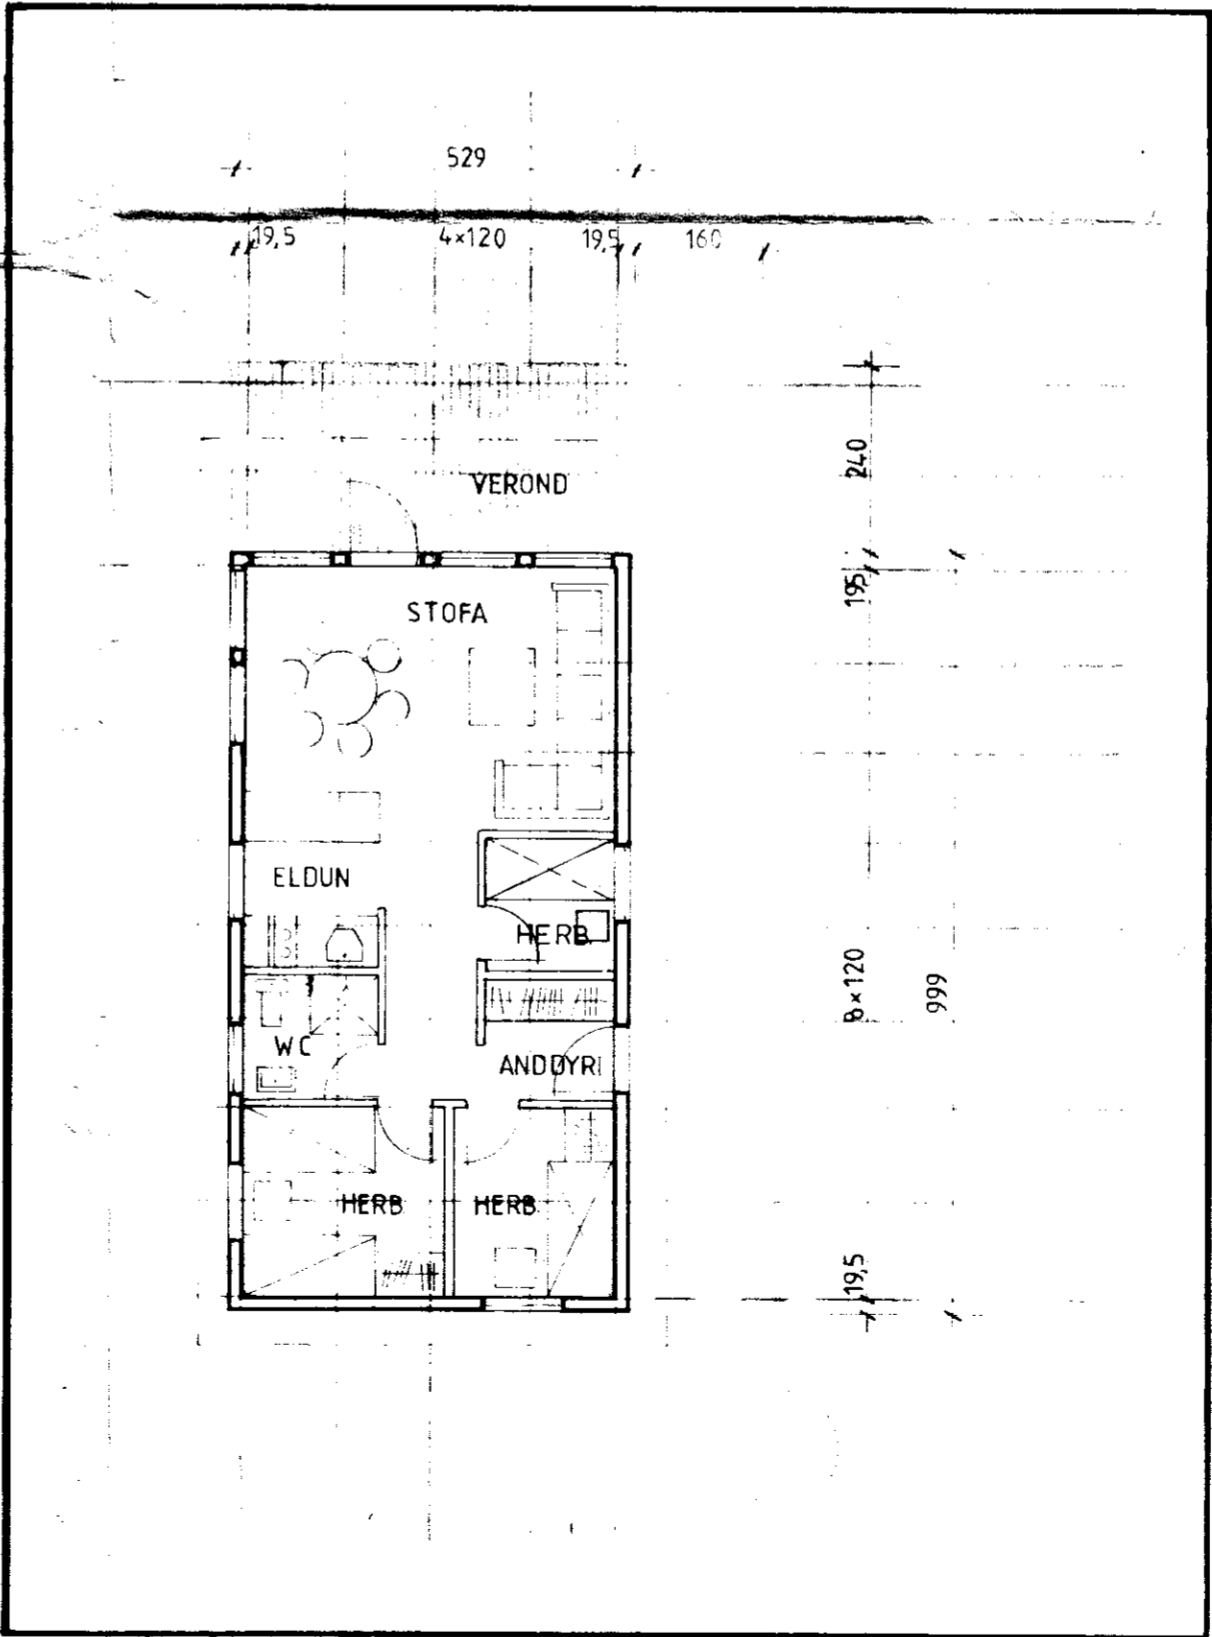 529
19,5 4×120 19,5 160
240
VEROND
195
STOFA
ELDUN
HERB
8×120
999
WC
ANDDYRI
HERB HERB
19,5